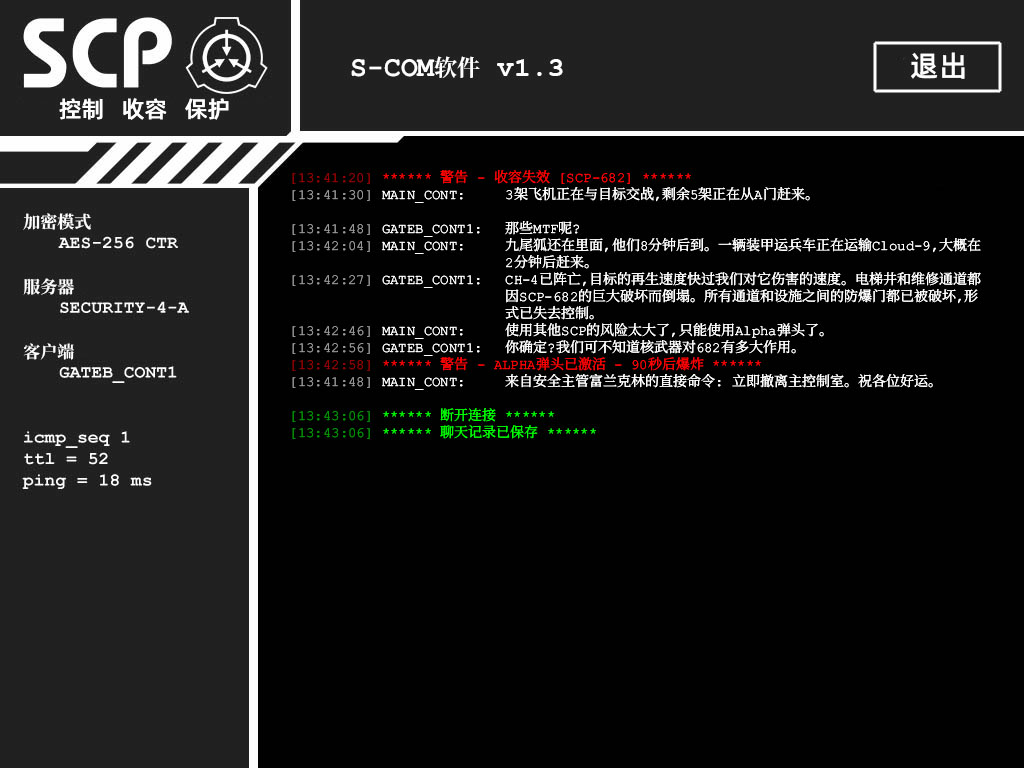 SCP
控制 收容 保护
S-COM软件 v1.3
退出
加密模式
AES-256 CTR
服务器
SECURITY-4-A
客户端
GATEB_CONT1
icmp_seq 1
ttl = 52
ping = 18 ms
[13:41:20] ****** 警告 - 收容失效 [SCP-682] ******
[13:41:30] MAIN_CONT: 3架飞机正在与目标交战,剩余5架正在从A门赶来。
[13:41:48] GATEB_CONT1: 那些MTF呢?
[13:42:04] MAIN_CONT: 九尾狐还在里面,他们8分钟后到。一辆装甲运兵车正在运输Cloud-9,大概在
2分钟后赶来。
[13:42:27] GATEB_CONT1: CH-4已阵亡,目标的再生速度快过我们对它伤害的速度。电梯井和维修通道都
因SCP-682的巨大破坏而倒塌。所有通道和设施之间的防爆门都已被破坏,形
式已失去控制。
[13:42:46] MAIN_CONT: 使用其他SCP的风险太大了,只能使用Alpha弹头了。
[13:42:56] GATEB_CONT1: 你确定?我们可不知道核武器对682有多大作用。
[13:42:58] ****** 警告 - ALPHA弹头已激活 - 90秒后爆炸 ******
[13:41:48] MAIN_CONT: 来自安全主管富兰克林的直接命令: 立即撤离主控制室。祝各位好运。
[13:43:06] ****** 断开连接 ******
[13:43:06] ****** 聊天记录已保存 ******